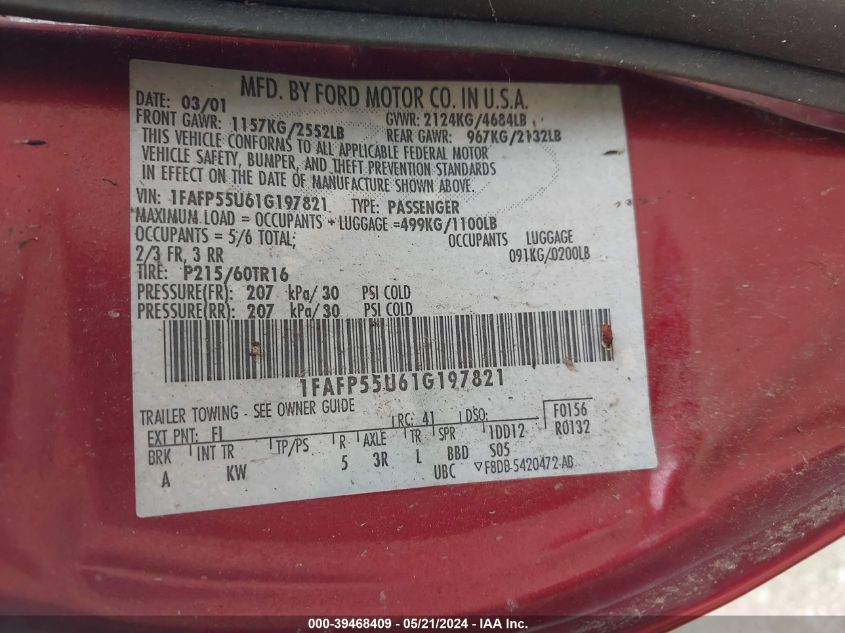 MFD. BY FORD MOTOR CO. IN U.S.A.
DATE: 03/01
FRONT GAWR: 1157KG/2552LB GVWR: 2124KG/4684LB
REAR GAWR: 967KG/2132LB
THIS VEHICLE CONFORMS TO ALL APPLICABLE FEDERAL MOTOR
VEHICLE SAFETY, BUMPER, AND THEFT PREVENTION STANDARDS
IN EFFECT ON THE DATE OF MANUFACTURE SHOWN ABOVE.
VIN: 1FAFP55U61G197821 TYPE: PASSENGER
MAXIMUM LOAD = OCCUPANTS + LUGGAGE =499KG/1100LB
OCCUPANTS = 5/6 TOTAL; OCCUPANTS LUGGAGE
2/3 FR, 3 RR 091KG/0200LB
TIRE: P215/60TR16
PRESSURE(FR): 207 kPa/30 PSI COLD
PRESSURE(RR): 207 kPa/30 PSI COLD
1FAFP55U61G197821
TRAILER TOWING - SEE OWNER GUIDE
EXT PNT: FI RC: 41 DSO: F0156
BRK INT TR TP/PS R AXLE TR SPR 1DD12 R0132
A KW 5 3R L BBD S05
UBC ▽F8DB-5420472-AB
000-39468409 - 05/21/2024 - IAA Inc.